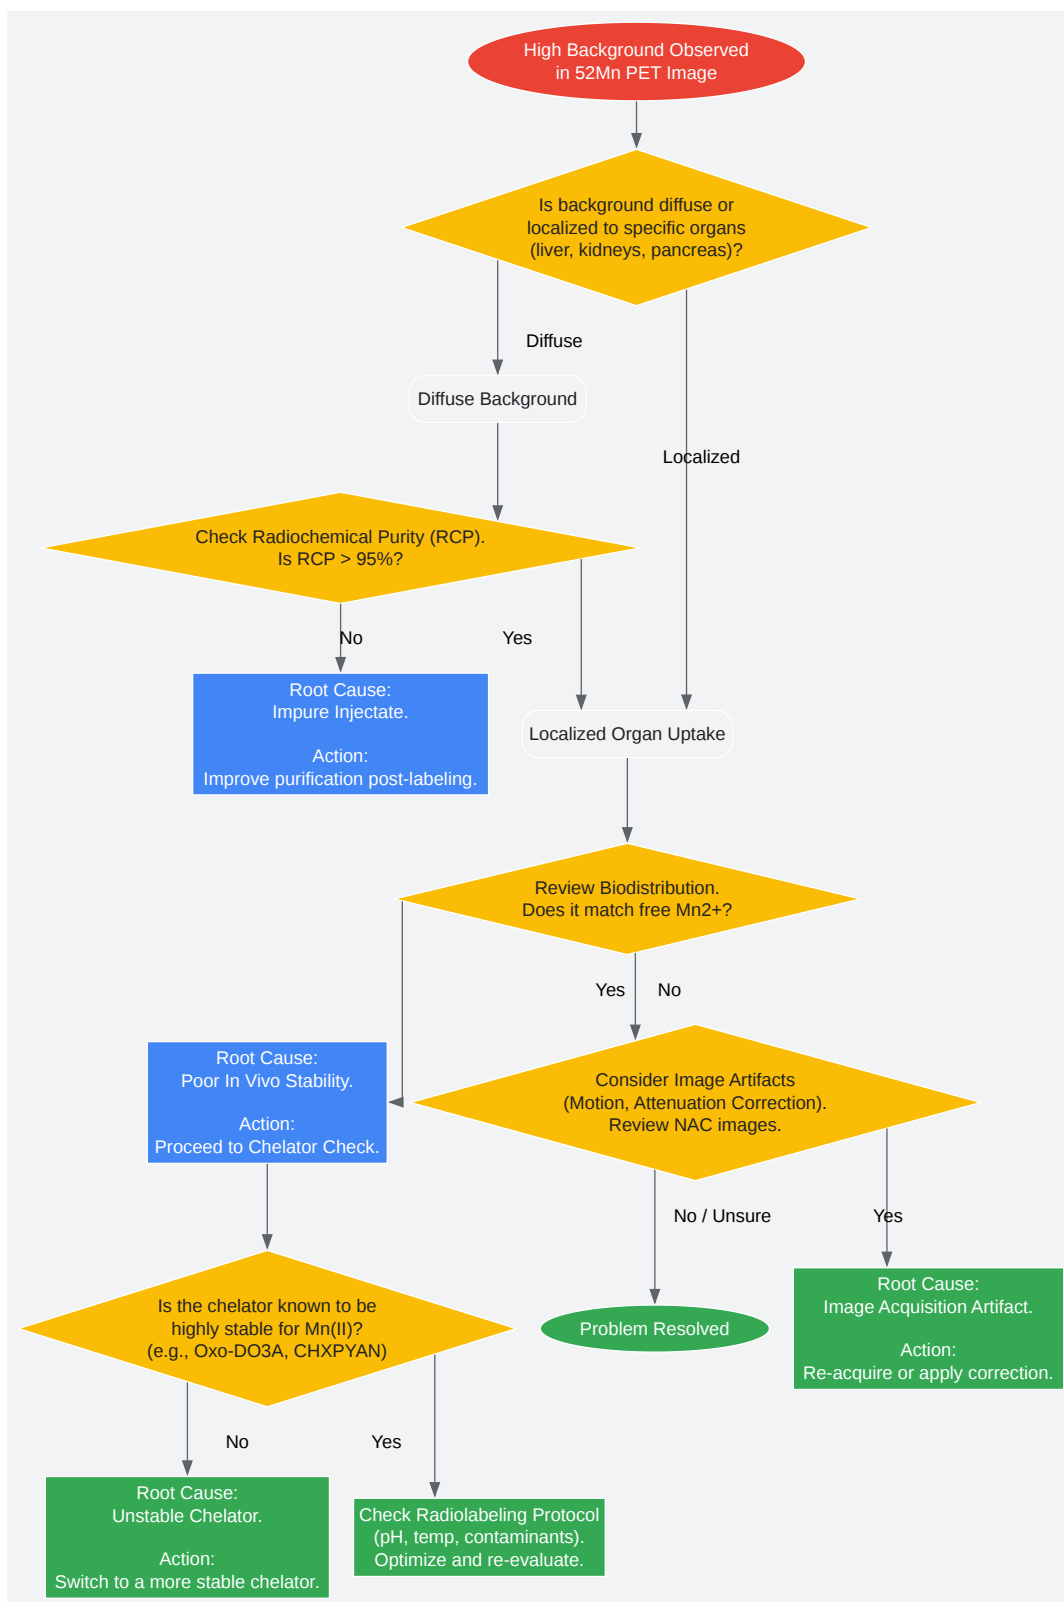 High Background Observed
in 52Mn PET Image
Is background diffuse or
localized to specific organs
(liver, kidneys, pancreas)?
Diffuse
Diffuse Background
Localized
Check Radiochemical Purity (RCP).
Is RCP > 95%?
No
Yes
Root Cause:
Impure Injectate.
Action:
Improve purification post-labeling.
Localized Organ Uptake
Review Biodistribution.
Does it match free Mn2+?
Yes
No
Root Cause:
Poor In Vivo Stability.
Action:
Proceed to Chelator Check.
Consider Image Artifacts
(Motion, Attenuation Correction).
Review NAC images.
No / Unsure
Yes
Is the chelator known to be
highly stable for Mn(II)?
(e.g., Oxo-DO3A, CHXPYAN)
Problem Resolved
Root Cause:
Image Acquisition Artifact.
Action:
Re-acquire or apply correction.
No
Yes
Root Cause:
Unstable Chelator.
Action:
Switch to a more stable chelator.
Check Radiolabeling Protocol
(pH, temp, contaminants).
Optimize and re-evaluate.